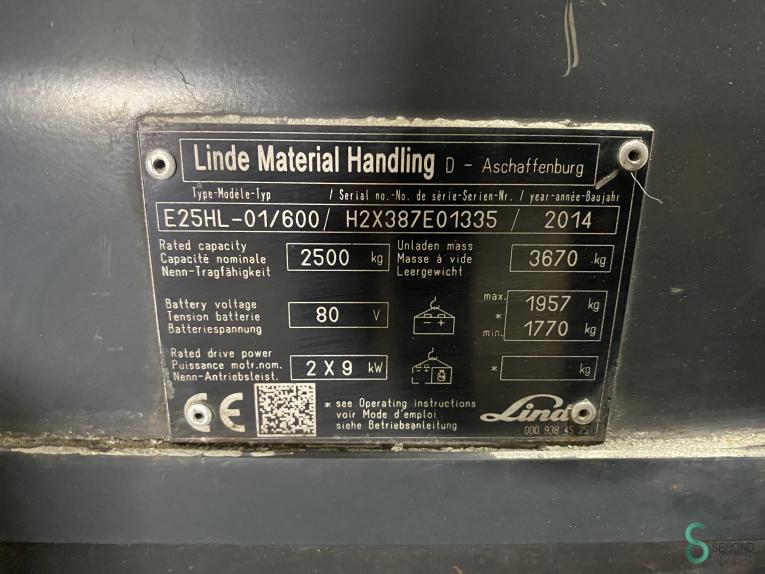 Linde Material Handling D - Aschaffenburg
Type-Modèle-Typ / Serial no.-No. de série-Serien-Nr. / year-année-Baujahr
E25HL-01/600 / H2X387E01335 / 2014
Rated capacity
Capacité nominale
Nenn-Tragfähigkeit
2500 kg
Unladen mass
Masse à vide
Leergewicht
3670 kg
Battery voltage
Tension batterie
Batteriespannung
80 V
- +
max. 1957 kg
*
min. 1770 kg
Rated drive power
Puissance motr.nom.
Nenn-Antriebsleist.
2 X 9 kW
* kg
CE
* see Operating instructions
voir Mode d'emploi
siehe Betriebsanleitung
Linde
000 938 45 25
SECOND